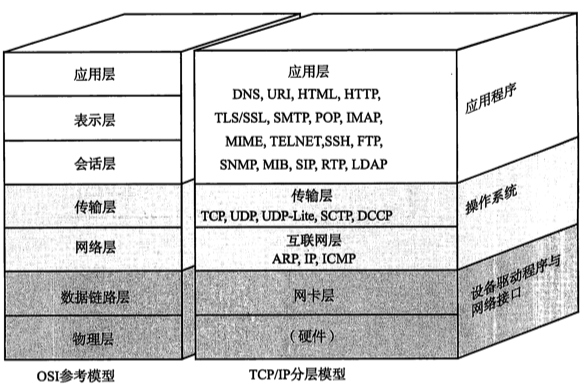 应用层
表示层
会话层
传输层
网络层
数据链路层
物理层
OSI参考模型
应用层
DNS, URI, HTML, HTTP,
TLS/SSL, SMTP, POP, IMAP,
MIME, TELNET,SSH, FTP,
SNMP, MIB, SIP, RTP, LDAP
传输层
TCP, UDP, UDP-Lite, SCTP, DCCP
互联网层
ARP, IP, ICMP
网卡层
（硬件）
TCP/IP分层模型
应用程序
操作系统
设备驱动程序与
网络接口